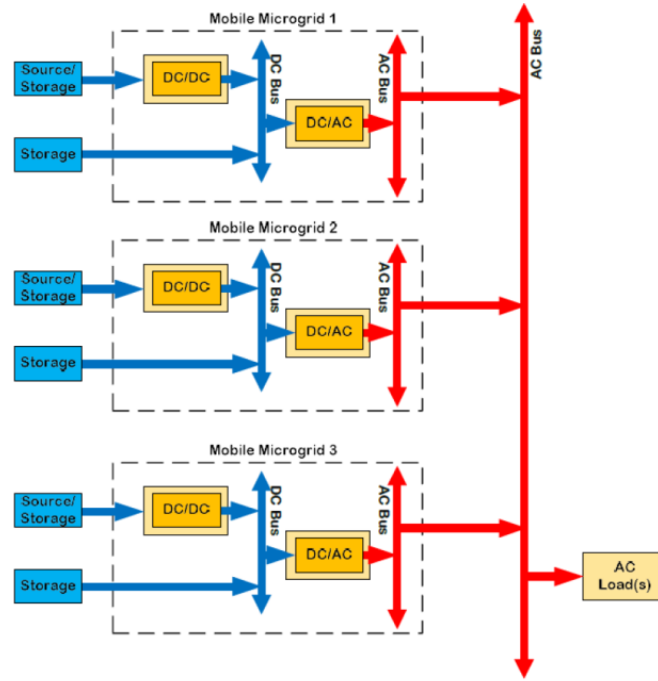 Mobile Microgrid 1
Source/
Storage
DC/DC
DC Bus
AC Bus
AC Bus
DC/AC
Storage
Mobile Microgrid 2
Source/
Storage
DC/DC
DC Bus
AC Bus
DC/AC
Storage
Mobile Microgrid 3
Source/
Storage
DC/DC
DC Bus
AC Bus
DC/AC
Storage
AC
Load(s)